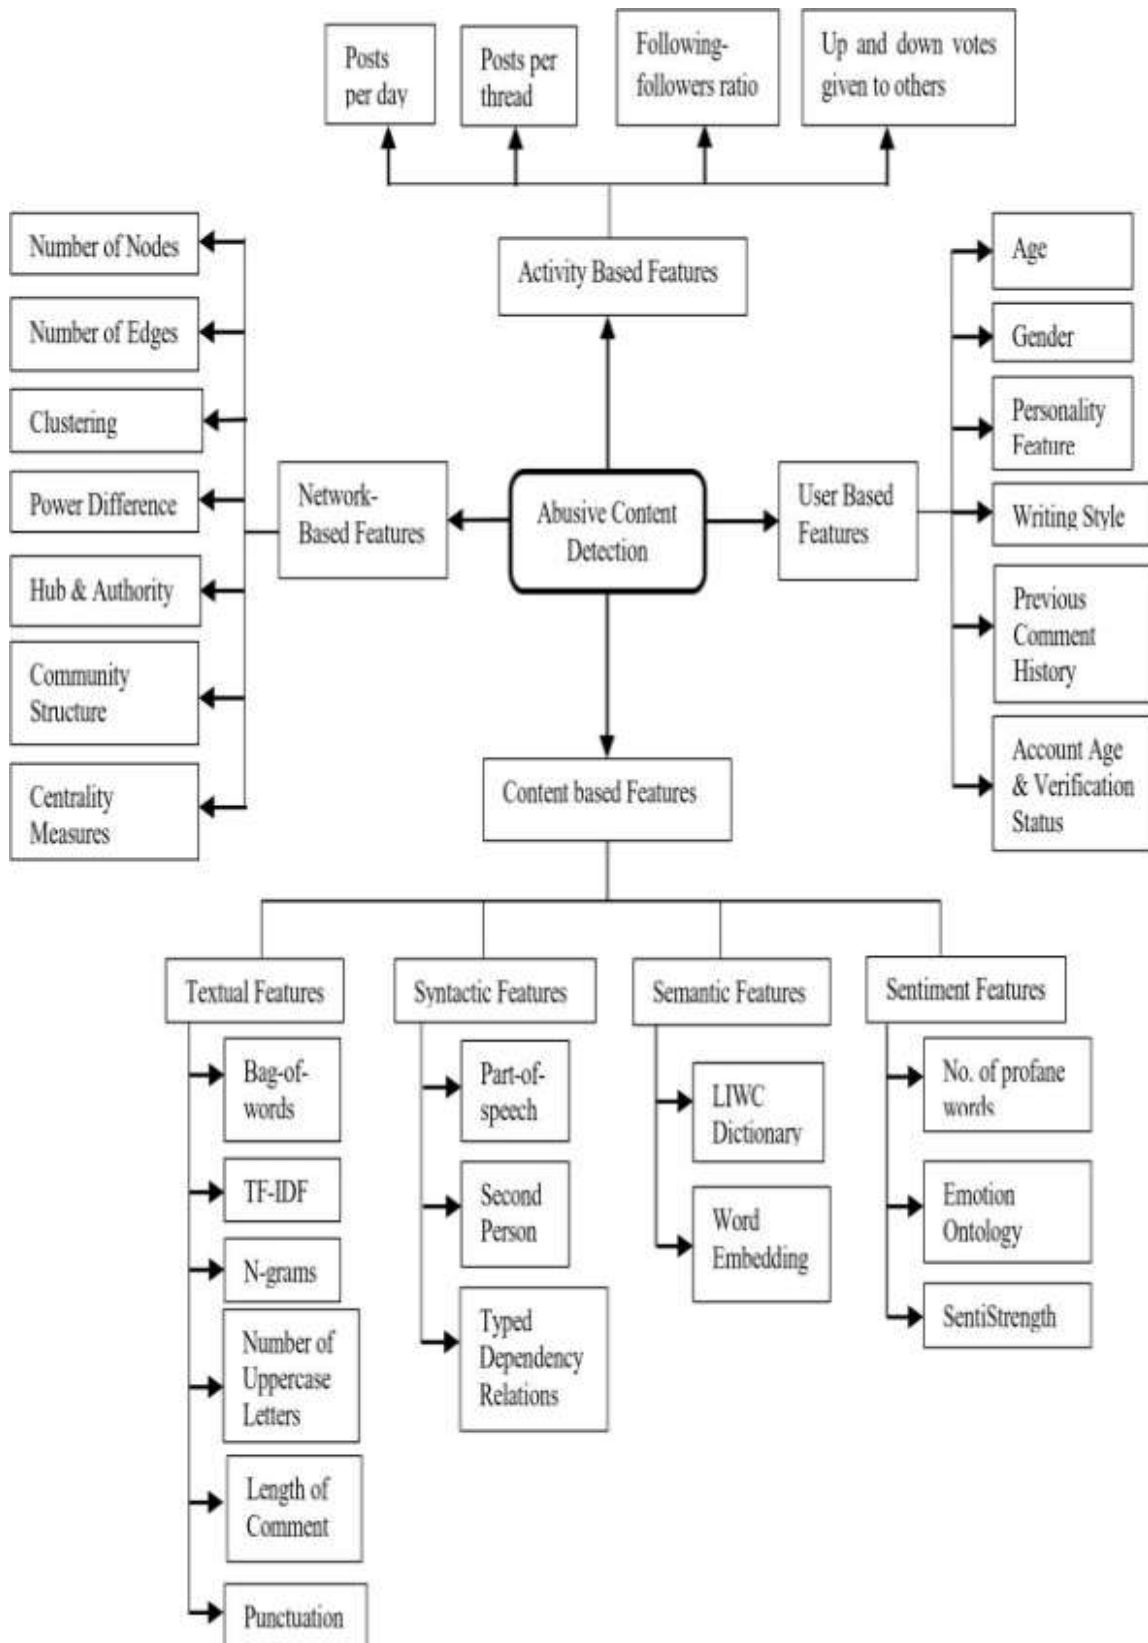 Posts
per day
Posts per
thread
Following-
followers ratio
Up and down votes
given to others
Activity Based Features
Number of Nodes
Number of Edges
Clustering
Power Difference
Hub & Authority
Community
Structure
Centrality
Measures
Network-
Based Features
Abusive Content
Detection
User Based
Features
Age
Gender
Personality
Feature
Writing Style
Previous
Comment
History
Account Age
& Verification
Status
Content based Features
Textual Features
Bag-of-
words
TF-IDF
N-grams
Number of
Uppercase
Letters
Length of
Comment
Punctuation
Syntactic Features
Part-of-
speech
Second
Person
Typed
Dependency
Relations
Semantic Features
LIWC
Dictionary
Word
Embedding
Sentiment Features
No. of profane
words
Emotion
Ontology
SentiStrength